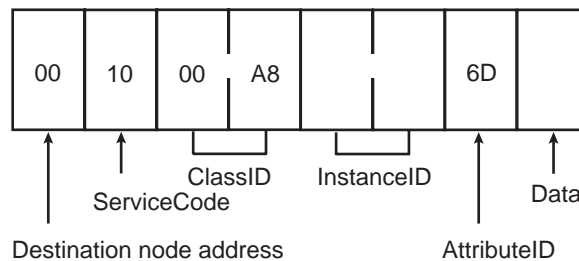 00 10 00 A8 6D
ClassID InstanceID
ServiceCode Data
Destination node address AttributeID